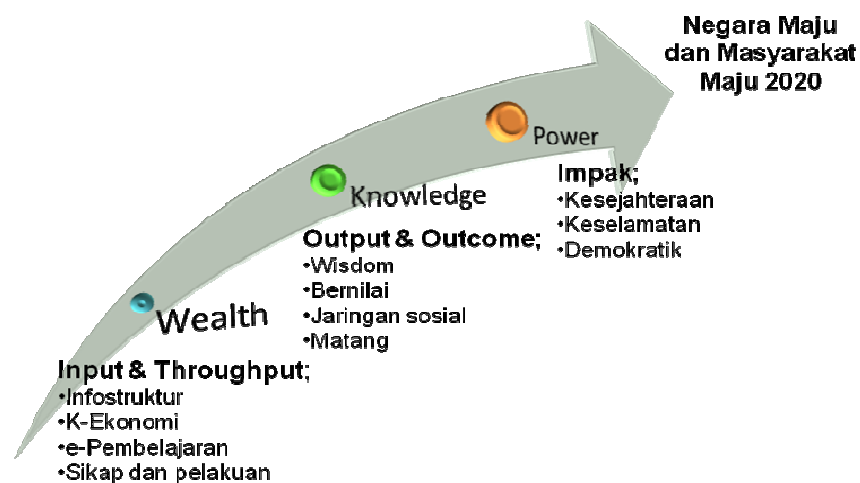 Negara Maju
dan Masyarakat
Maju 2020
Power
Impak;
•Kesejahteraan
•Keselamatan
•Demokratik
Knowledge
Output & Outcome;
•Wisdom
•Bernilai
•Jaringan sosial
•Matang
Wealth
Input & Throughput;
•Infostruktur
•K-Ekonomi
•e-Pembelajaran
•Sikap dan pelakuan